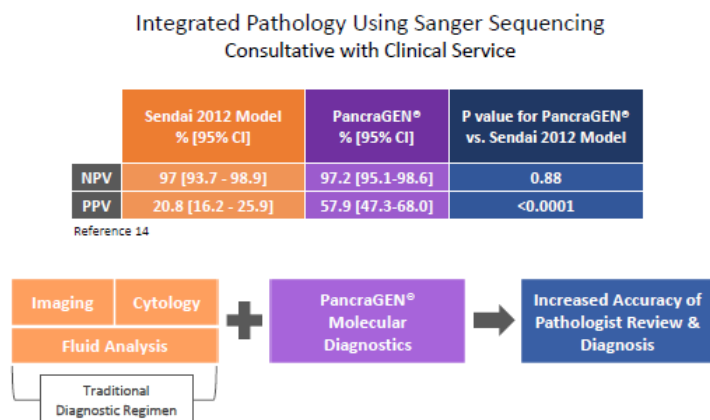 Integrated Pathology Using Sanger Sequencing
Consultative with Clinical Service
Sendai 2012 Model
% [95% CI]
PancraGEN®
% [95% CI]
P value for PancraGEN®
vs. Sendai 2012 Model
NPV 97 [93.7 - 98.9] 97.2 [95.1-98.6] 0.88
PPV 20.8 [16.2 - 25.9] 57.9 [47.3-68.0] <0.0001
Reference 14
Imaging
Cytology
Fluid Analysis
Traditional
Diagnostic Regimen
PancraGEN®
Molecular
Diagnostics
Increased Accuracy of
Pathologist Review &
Diagnosis